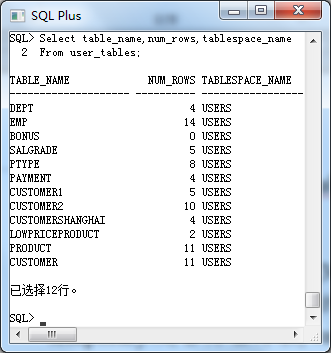 SQL Plus
SQL> Select table_name,num_rows,tablespace_name
2 From user_tables;
TABLE_NAME NUM_ROWS TABLESPACE_NAME
-------------------- ---------- -----------------
DEPT 4 USERS
EMP 14 USERS
BONUS 0 USERS
SALGRADE 5 USERS
PTYPE 8 USERS
PAYMENT 4 USERS
CUSTOMER1 5 USERS
CUSTOMER2 10 USERS
CUSTOMERSHANGHAI 4 USERS
LOWPRICEPRODUCT 2 USERS
PRODUCT 11 USERS
CUSTOMER 11 USERS
已选择12行。
SQL>